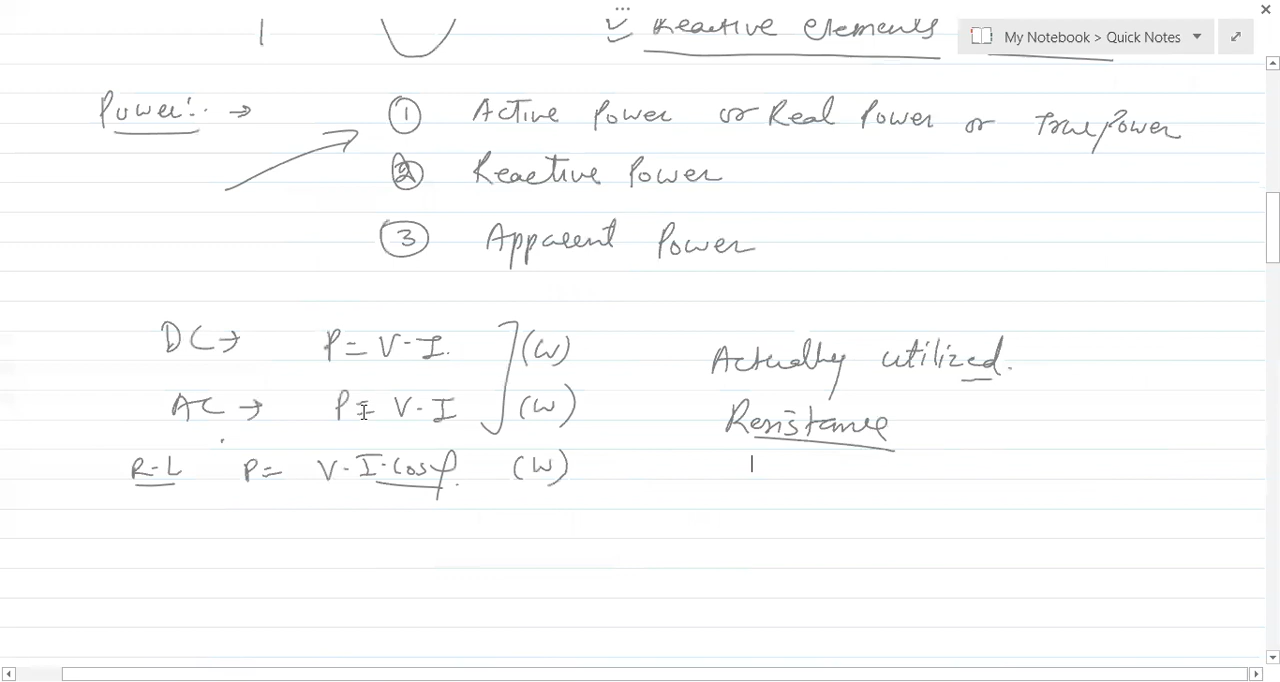 Reactive elements
My Notebook > Quick Notes
Power:→ ① Active Power or Real Power or True Power
② Reactive Power
③ Apparent Power
DC→ P= V-I. (W) Actually utilized.
AC → P= V-I (W) Resistance
R-L P= V-I-Cosφ. (W)